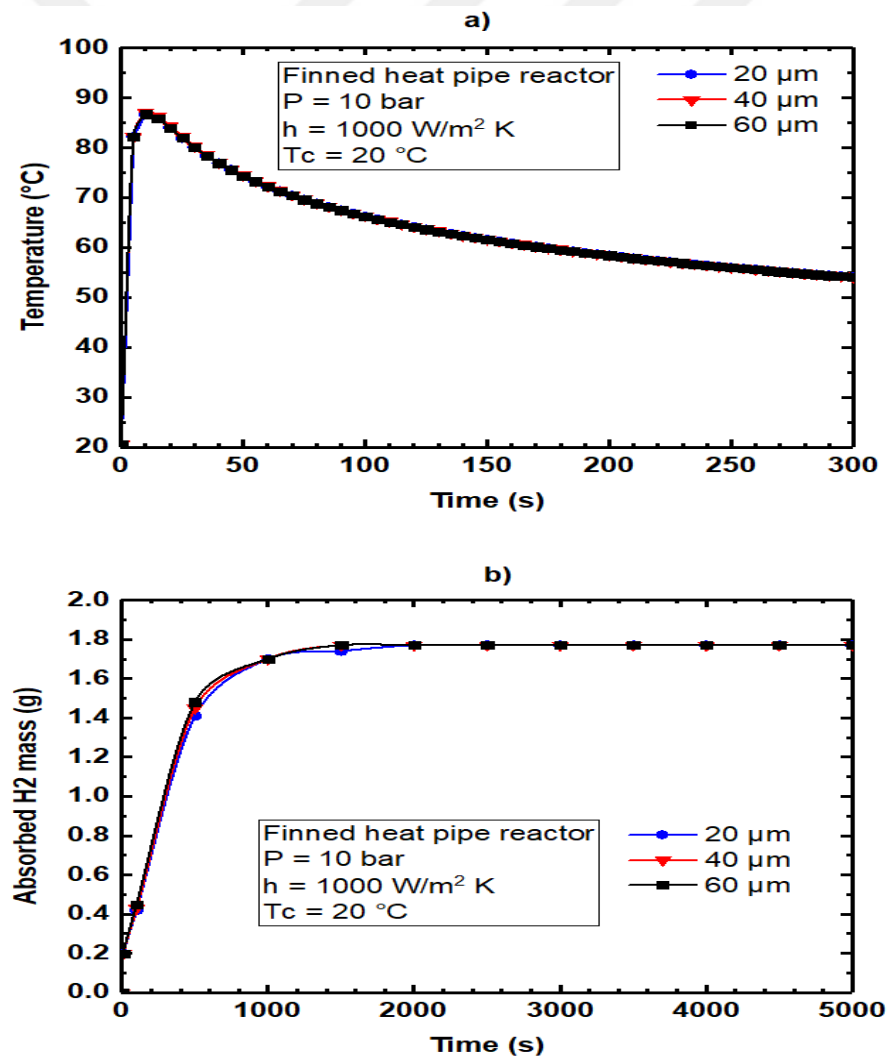 a)
100
90
80
70
60
50
40
30
20
Temperature (°C)
Finned heat pipe reactor
P = 10 bar
h = 1000 W/m² K
Tc = 20 °C
20 µm
40 µm
60 µm
0 50 100 150 200 250 300
Time (s)
b)
2.0
1.8
1.6
1.4
1.2
1.0
0.8
0.6
0.4
0.2
0.0
Absorbed H2 mass (g)
Finned heat pipe reactor
P = 10 bar
h = 1000 W/m² K
Tc = 20 °C
20 µm
40 µm
60 µm
0 1000 2000 3000 4000 5000
Time (s)